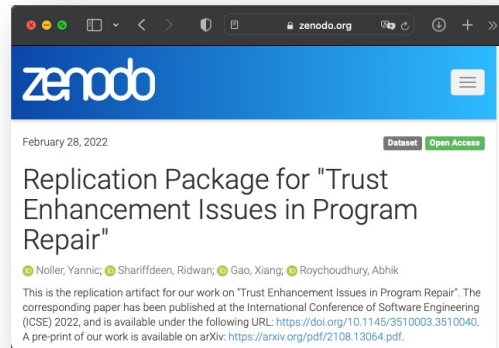 zenodo.org
zenodo
February 28, 2022
Dataset Open Access
Replication Package for "Trust
Enhancement Issues in Program
Repair"
iD Noller, Yannic; iD Shariffdeen, Ridwan; iD Gao, Xiang; iD Roychoudhury, Abhik
This is the replication artifact for our work on "Trust Enhancement Issues in Program Repair". The
corresponding paper has been published at the International Conference of Software Engineering
(ICSE) 2022, and is available under the following URL: https://doi.org/10.1145/3510003.3510040.
A pre-print of our work is available on arXiv: https://arxiv.org/pdf/2108.13064.pdf.